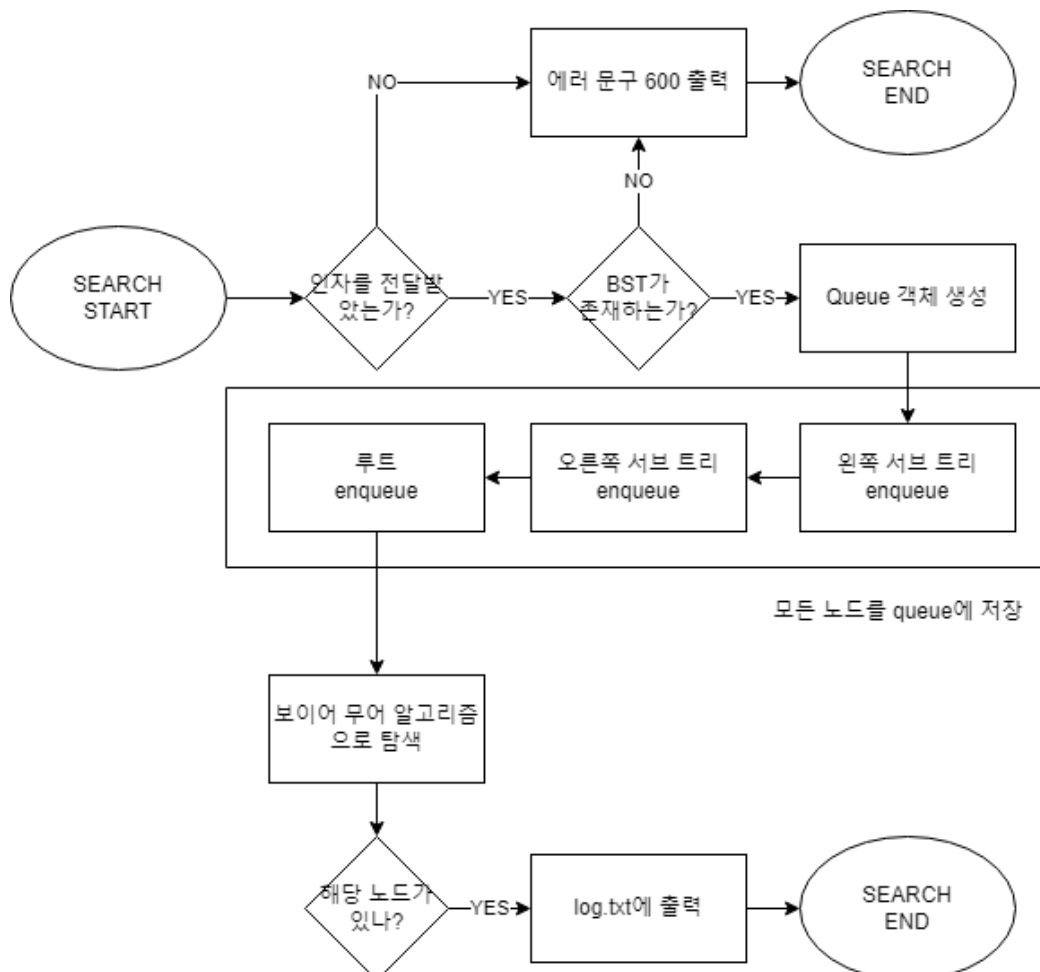 NO
에러 문구 600 출력
SEARCH
END
NO
SEARCH
START
인자를 전달받
았는가?
YES
BST가
존재하는가?
YES
Queue 객체 생성
루트
enqueue
오른쪽 서브 트리
enqueue
왼쪽 서브 트리
enqueue
모든 노드를 queue에 저장
보이어 무어 알고리즘
으로 탐색
해당 노드가
있나?
YES
log.txt에 출력
SEARCH
END